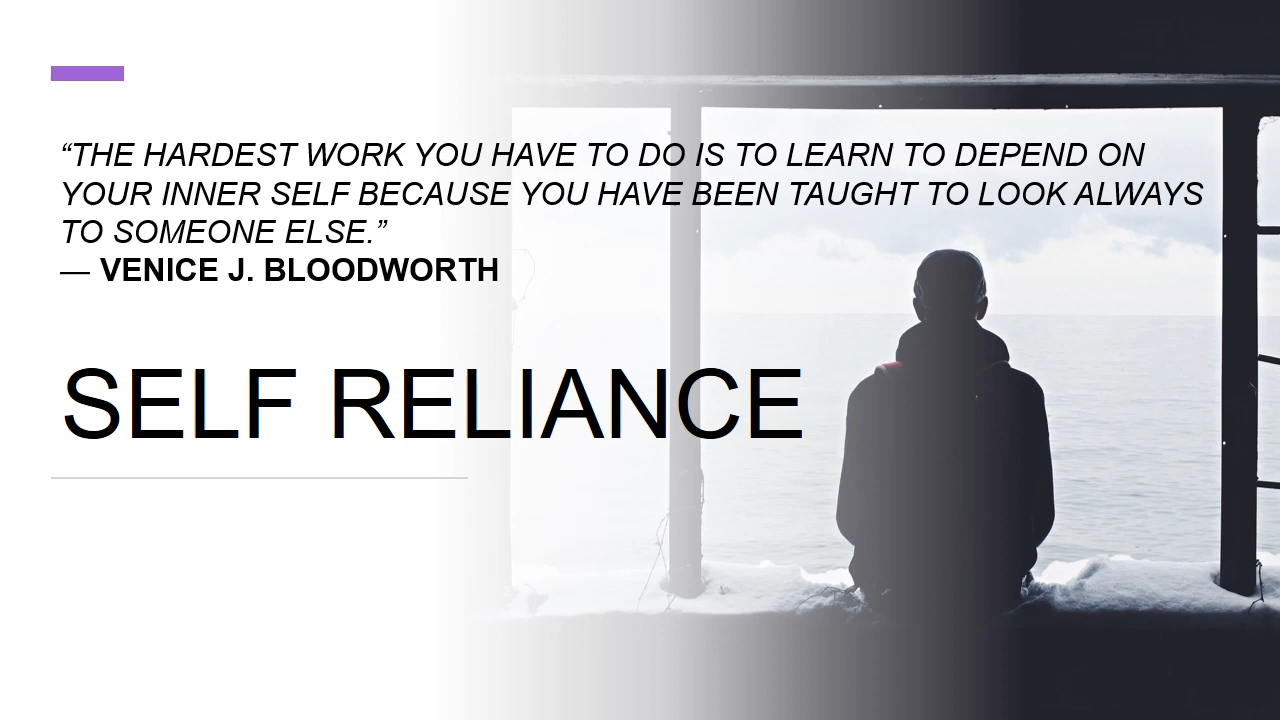 “THE HARDEST WORK YOU HAVE TO DO IS TO LEARN TO DEPEND ON
YOUR INNER SELF BECAUSE YOU HAVE BEEN TAUGHT TO LOOK ALWAYS
TO SOMEONE ELSE.”
— VENICE J. BLOODWORTH
SELF RELIANCE